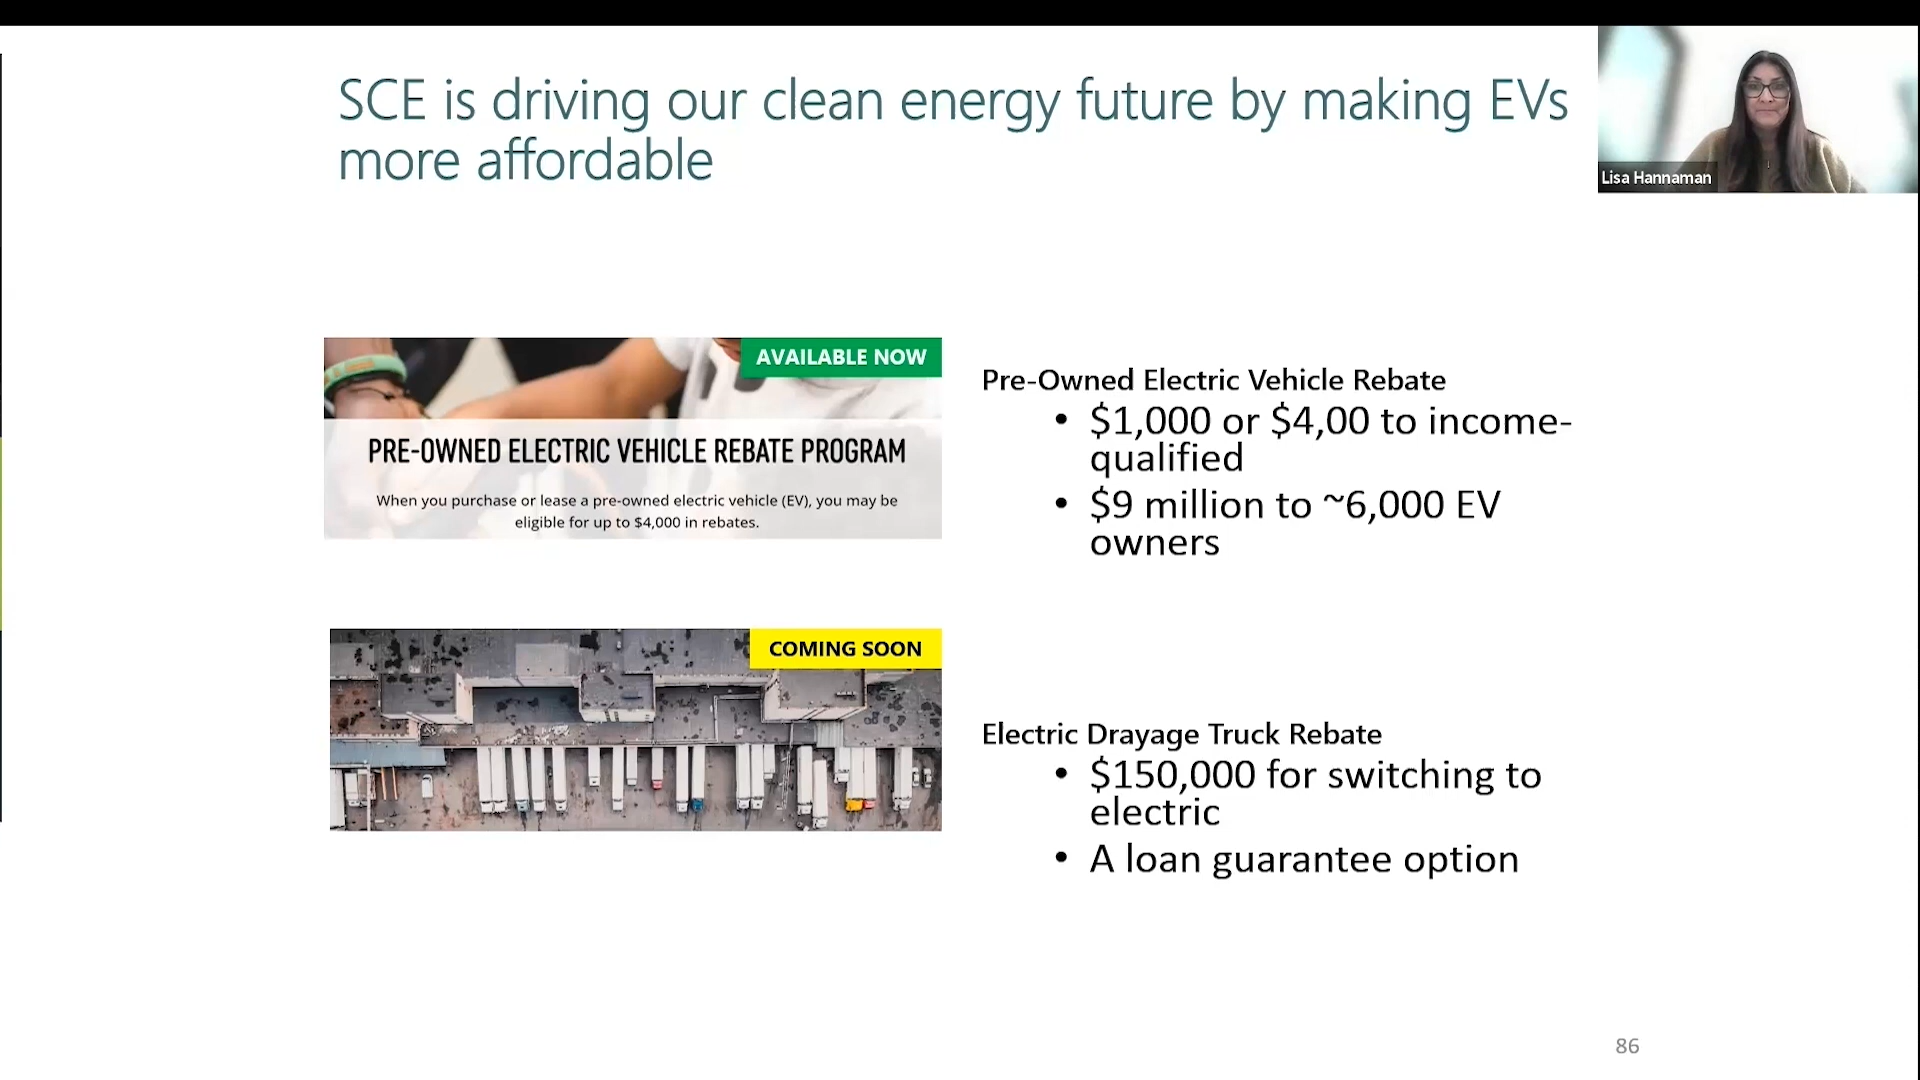 SCE is driving our clean energy future by making EVs
more affordable
Lisa Hannaman
AVAILABLE NOW
PRE-OWNED ELECTRIC VEHICLE REBATE PROGRAM
When you purchase or lease a pre-owned electric vehicle (EV), you may be
eligible for up to $4,000 in rebates.
Pre-Owned Electric Vehicle Rebate
• $1,000 or $4,00 to income-
qualified
• $9 million to ~6,000 EV
owners
COMING SOON
Electric Drayage Truck Rebate
• $150,000 for switching to
electric
• A loan guarantee option
86